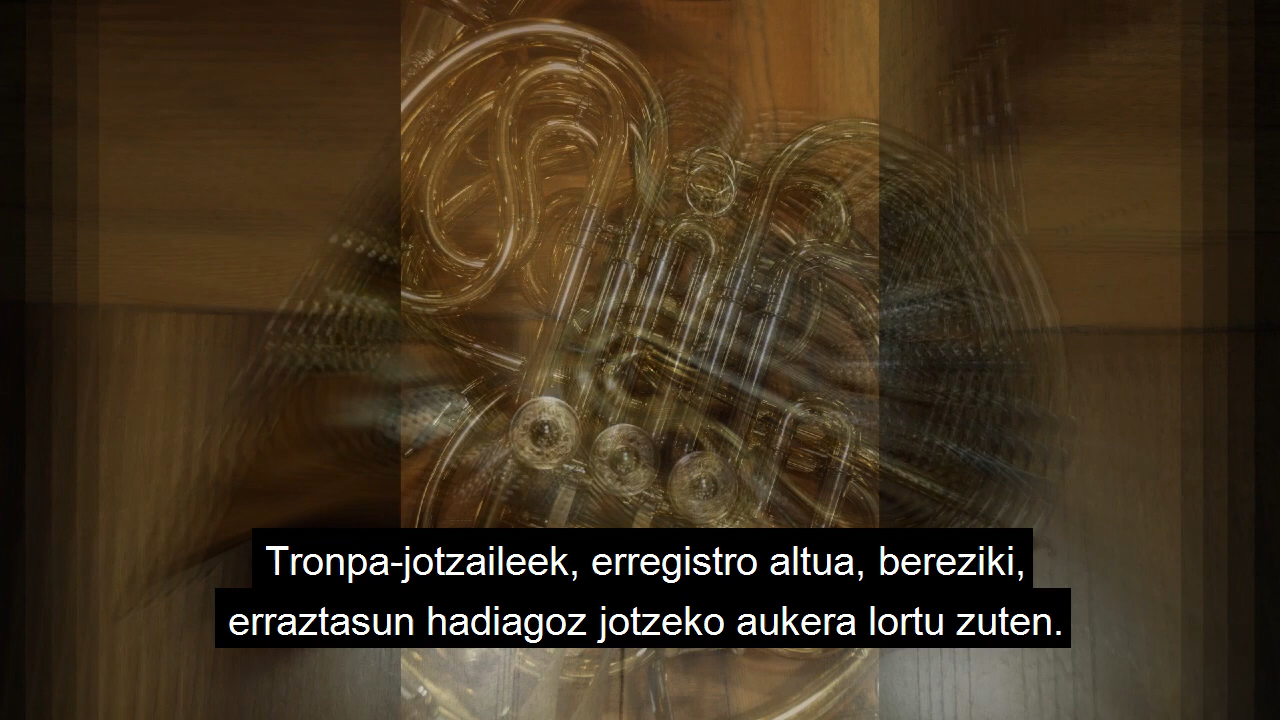 Tronpa-jotzaileek, erregistro altua, bereziki,
erraztasun hadiagoz jotzeko aukera lortu zuten.